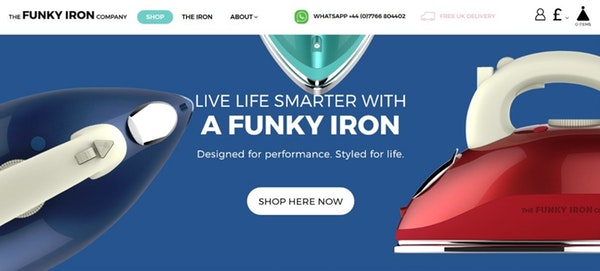 THE FUNKY IRON COMPANY
SHOP
THE IRON
ABOUT
WHATSAPP +44 (0)7766 804402
FREE UK DELIVERY
£
0 ITEMS
LIVE LIFE SMARTER WITH
A FUNKY IRON
Designed for performance. Styled for life.
SHOP HERE NOW
THE FUNKY IRON C